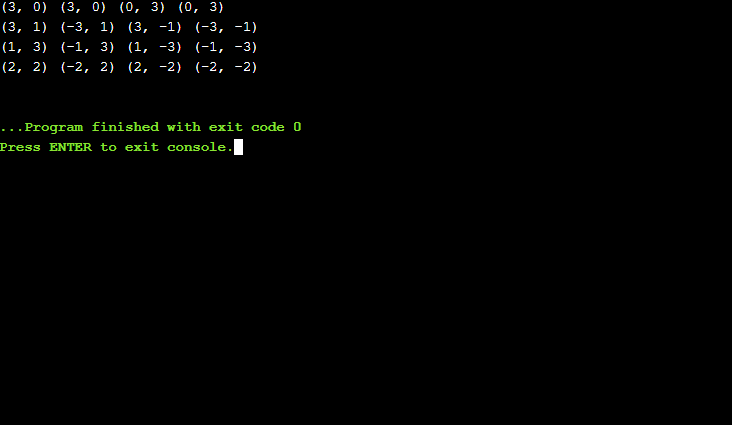 (3, 0) (3, 0) (0, 3) (0, 3)
(3, 1) (-3, 1) (3, -1) (-3, -1)
(1, 3) (-1, 3) (1, -3) (-1, -3)
(2, 2) (-2, 2) (2, -2) (-2, -2)
...Program finished with exit code 0
Press ENTER to exit console.